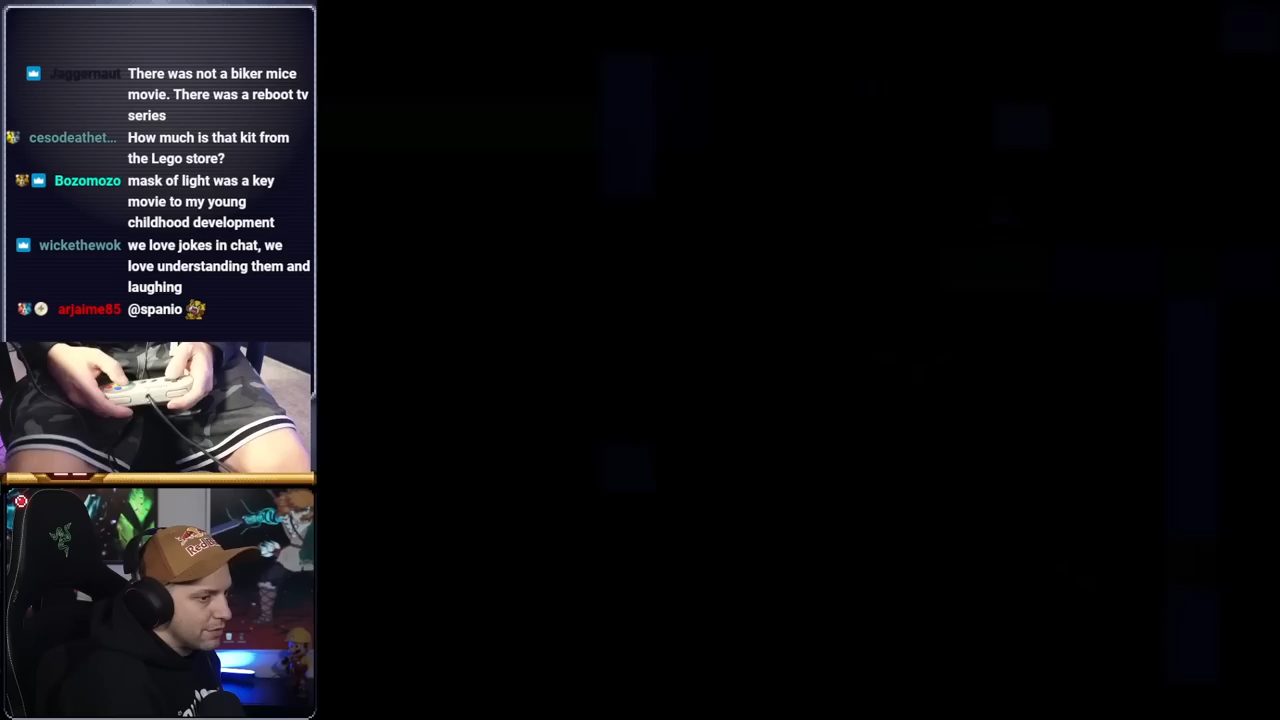 Jaggernaut There was not a biker mice
movie. There was a reboot tv
series
cesodeathet... How much is that kit from
the Lego store?
Bozomozo mask of light was a key
movie to my young
childhood development
wickethewok we love jokes in chat, we
love understanding them and
laughing
arjaime85 @spanio